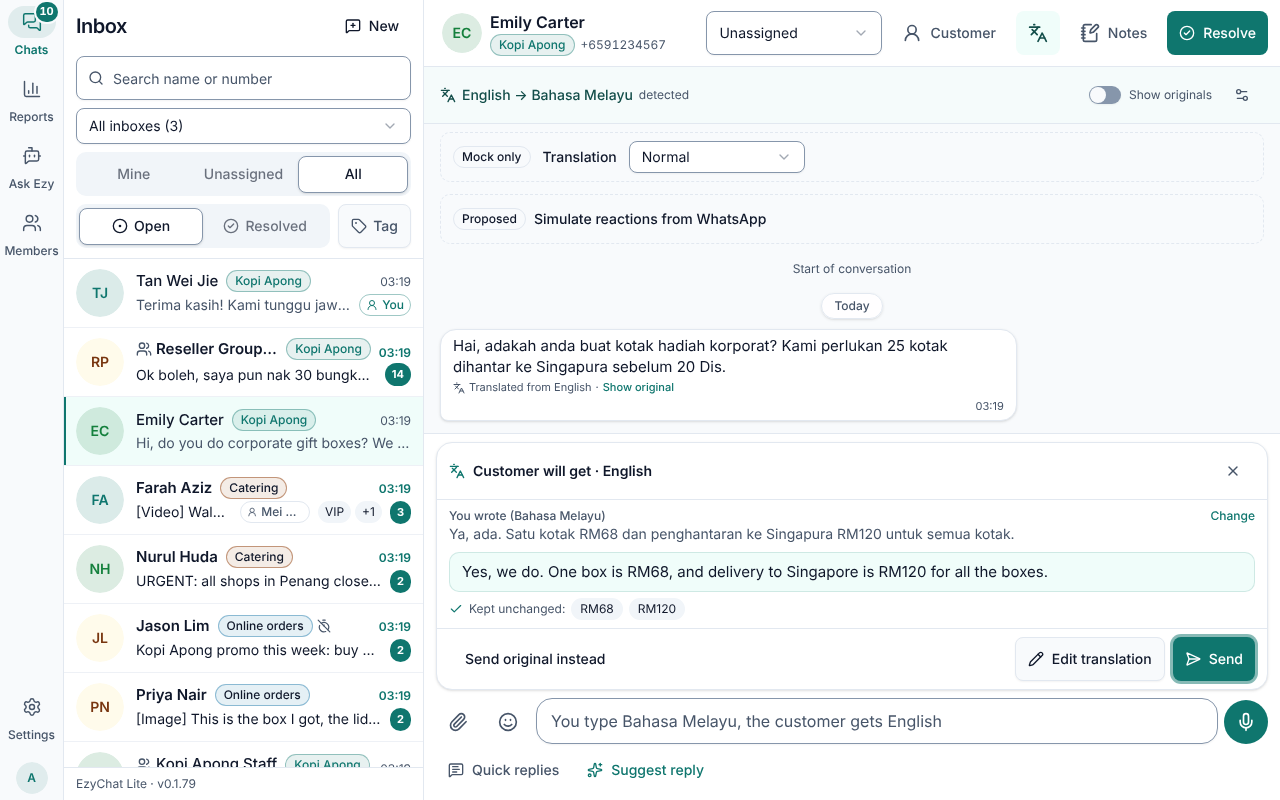 10
Chats
Reports
Ask Ezy
Members
Settings
A
Inbox
New
Search name or number
All inboxes (3)
Mine Unassigned All
Open Resolved Tag
TJ Tan Wei Jie Kopi Apong 03:19
Terima kasih! Kami tunggu jaw... You
RP Reseller Group... Kopi Apong 03:19
Ok boleh, saya pun nak 30 bungk... 14
EC Emily Carter Kopi Apong 03:19
Hi, do you do corporate gift boxes? We ...
FA Farah Aziz Catering 03:19
[Video] Wal... Mei ... VIP +1 3
NH Nurul Huda Catering 03:19
URGENT: all shops in Penang close... 2
JL Jason Lim Online orders 03:19
Kopi Apong promo this week: buy ... 2
PN Priya Nair Online orders 03:19
[Image] This is the box I got, the lid... 2
Kopi Apong Staff Kopi Apong 03:19
EzyChat Lite · v0.1.79
EC Emily Carter
Kopi Apong +6591234567
Unassigned
Customer
Notes
Resolve
English → Bahasa Melayu detected
Show originals
Mock only Translation Normal
Proposed Simulate reactions from WhatsApp
Start of conversation
Today
Hai, adakah anda buat kotak hadiah korporat? Kami perlukan 25 kotak
dihantar ke Singapura sebelum 20 Dis.
Translated from English · Show original
03:19
Customer will get · English
You wrote (Bahasa Melayu) Change
Ya, ada. Satu kotak RM68 dan penghantaran ke Singapura RM120 untuk semua kotak.
Yes, we do. One box is RM68, and delivery to Singapore is RM120 for all the boxes.
Kept unchanged: RM68 RM120
Send original instead Edit translation Send
You type Bahasa Melayu, the customer gets English
Quick replies Suggest reply